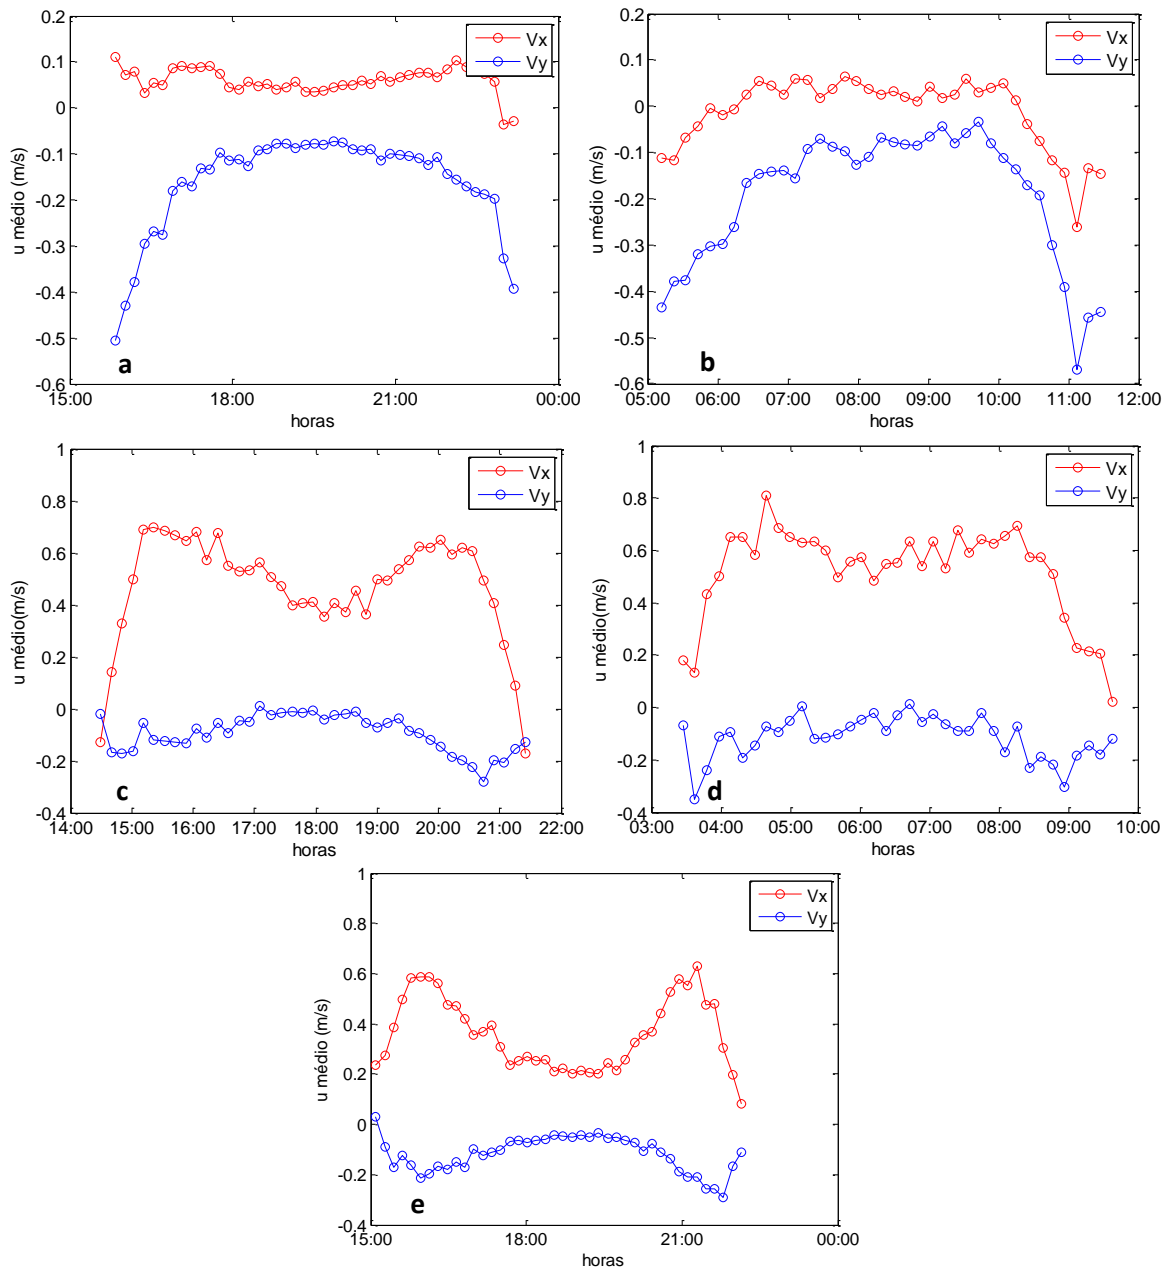 0.2
0.1
0
-0.1
-0.2
-0.3
-0.4
-0.5
-0.6
u médio (m/s)
Vx
Vy
a
15:00 18:00 21:00 00:00
horas
0.2
0.1
0
-0.1
-0.2
-0.3
-0.4
-0.5
-0.6
u médio (m/s)
Vx
Vy
b
05:00 06:00 07:00 08:00 09:00 10:00 11:00 12:00
horas
1
0.8
0.6
0.4
0.2
0
-0.2
-0.4
u médio(m/s)
Vx
Vy
c
14:00 15:00 16:00 17:00 18:00 19:00 20:00 21:00 22:00
horas
1
0.8
0.6
0.4
0.2
0
-0.2
-0.4
u médio (m/s)
Vx
Vy
d
03:00 04:00 05:00 06:00 07:00 08:00 09:00 10:00
horas
1
0.8
0.6
0.4
0.2
0
-0.2
-0.4
u médio (m/s)
Vx
Vy
e
15:00 18:00 21:00 00:00
horas